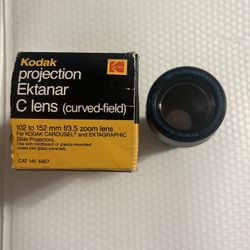 Kodak
projection
Ektanar
C lens (curved-field)
102 to 152 mm f/3.5 zoom lens
For KODAK CAROUSEL and EKTAGRAPHIC
Slide Projectors
Use with cardboard or plastic-mounted
slides (not glass covered).
CAT 141 4457